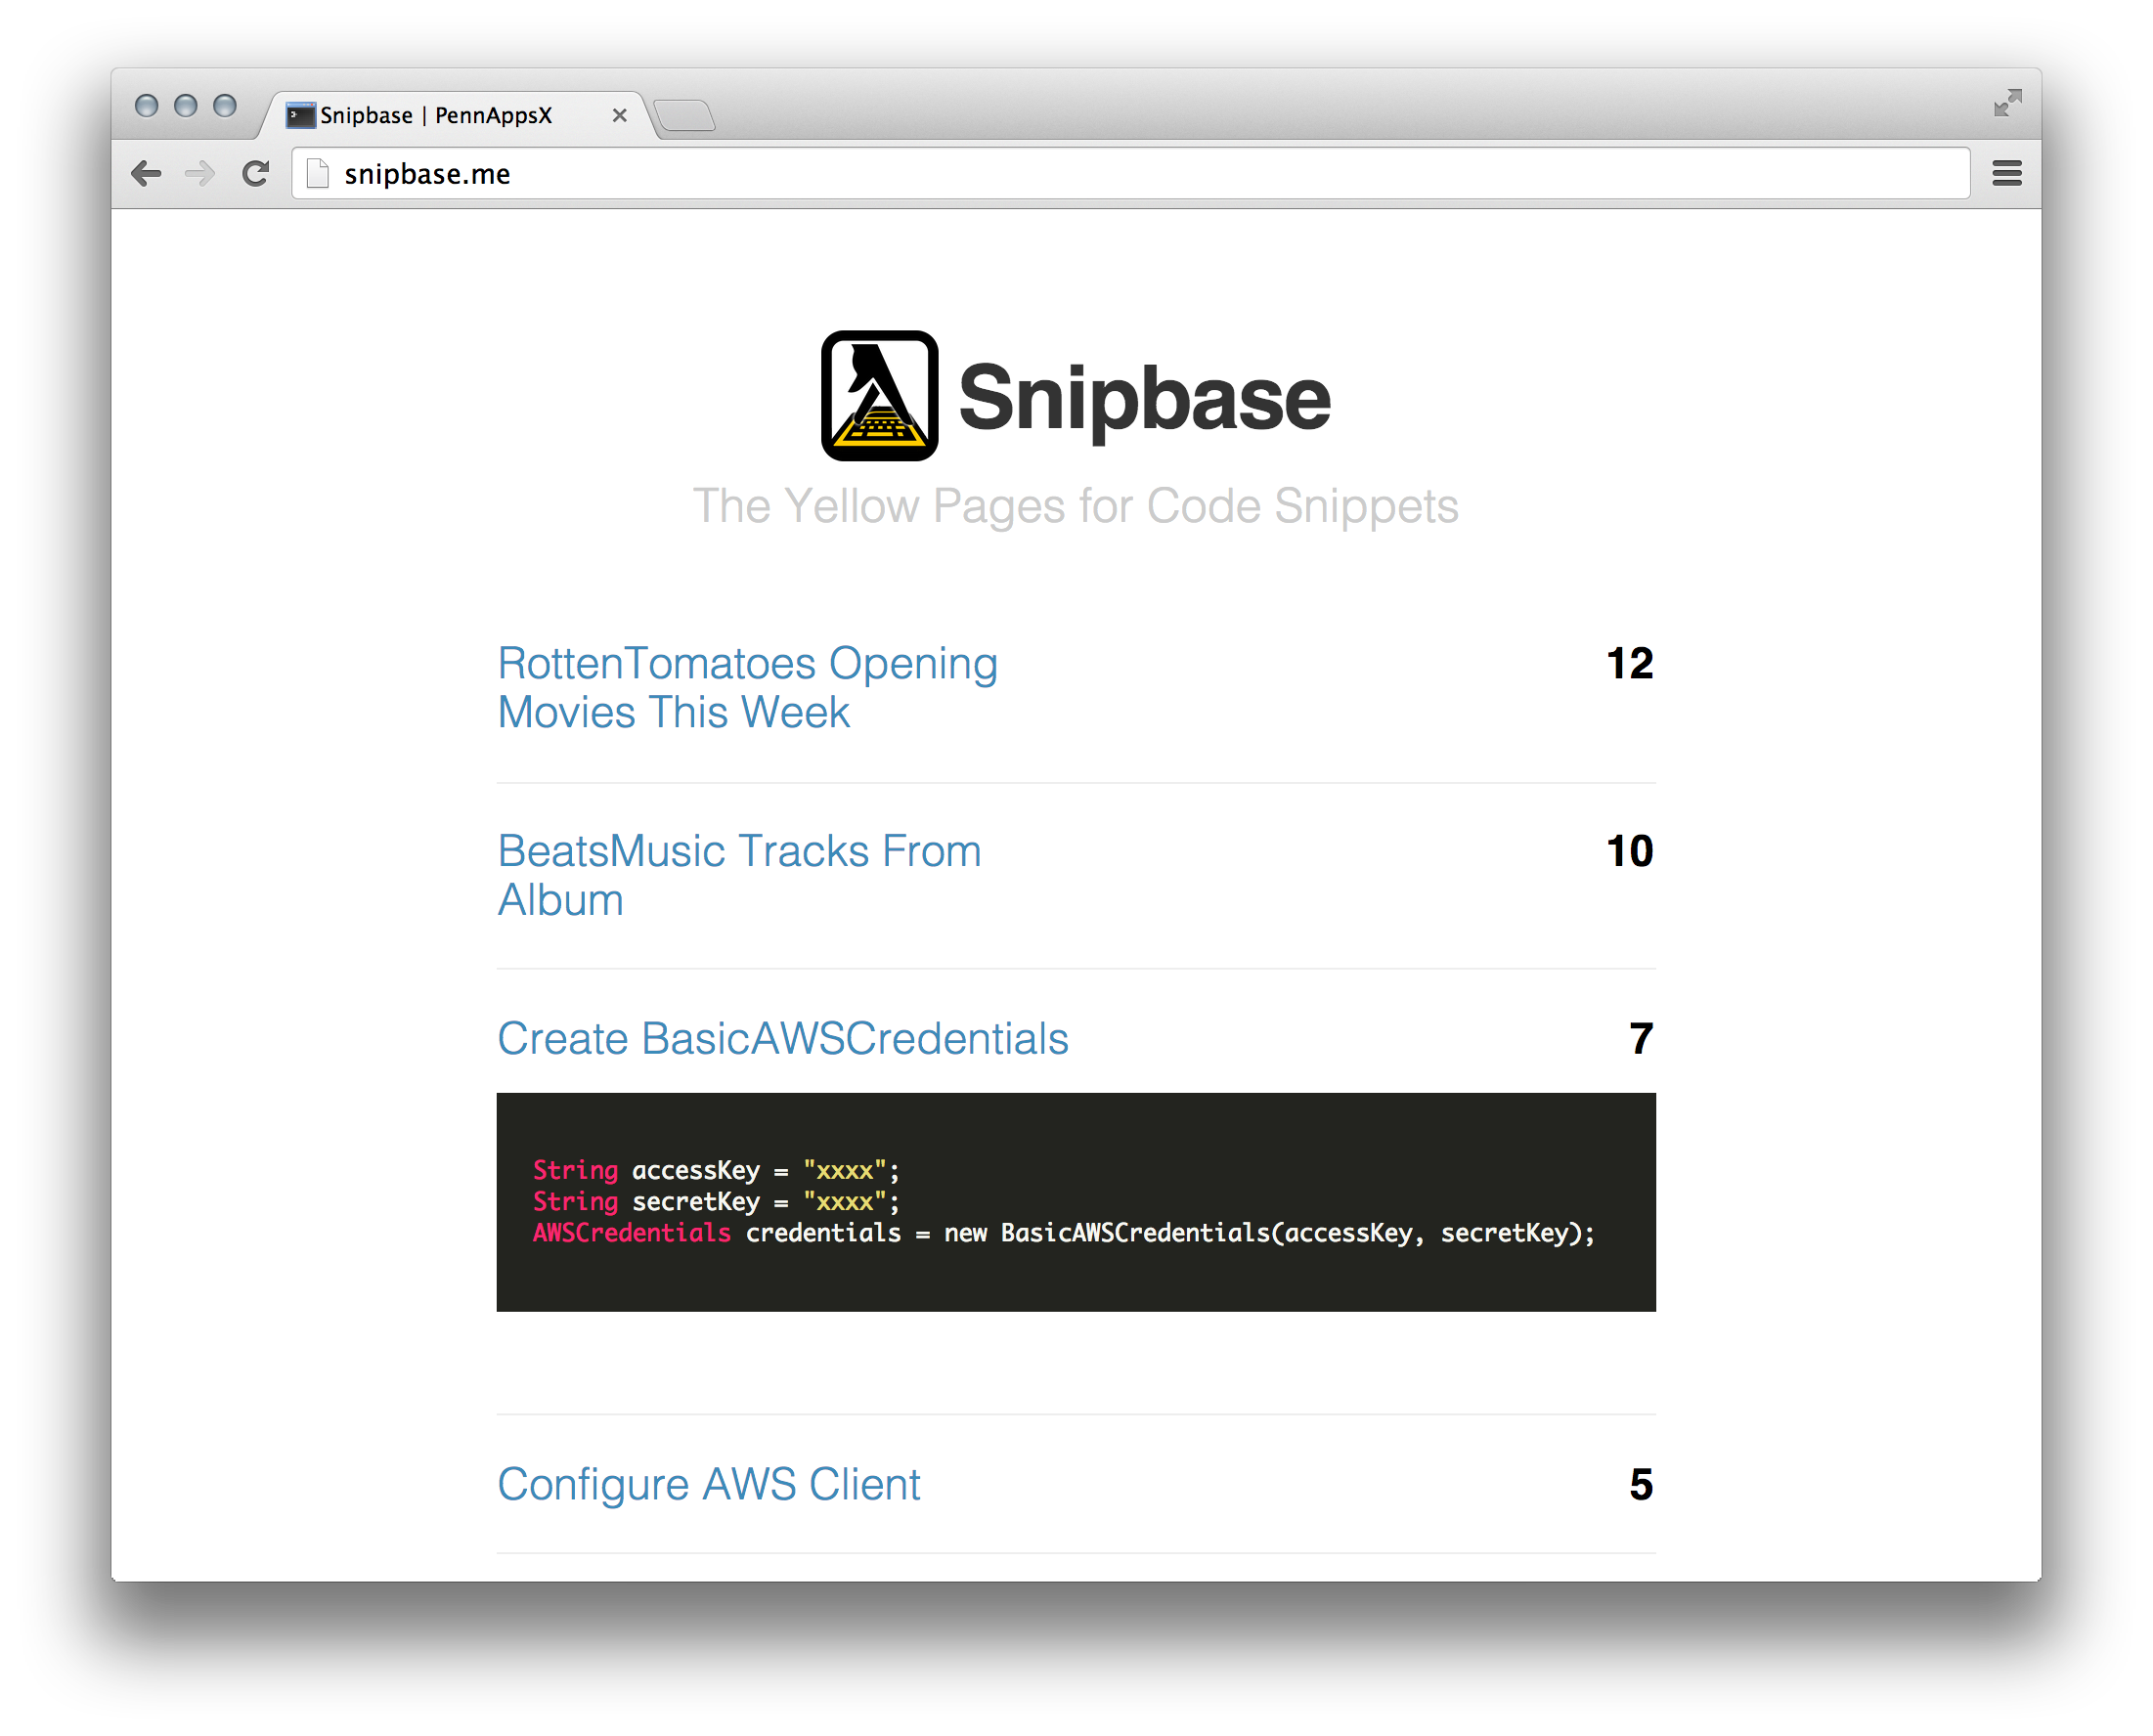 Snipbase | PennAppsX
snipbase.me
Snipbase
The Yellow Pages for Code Snippets
RottenTomatoes Opening
Movies This Week
12
BeatsMusic Tracks From
Album
10
Create BasicAWSCredentials
7
String accessKey = "xxxx";
String secretKey = "xxxx";
AWSCredentials credentials = new BasicAWSCredentials(accessKey, secretKey);
Configure AWS Client
5